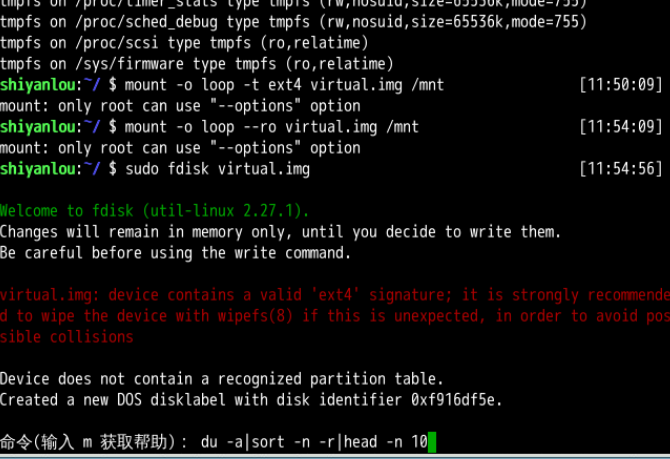 tmpfs on /proc/timer_stats type tmpfs (rw,nosuid,size=65536k,mode=755)
tmpfs on /proc/sched_debug type tmpfs (rw,nosuid,size=65536k,mode=755)
tmpfs on /proc/scsi type tmpfs (ro,relatime)
tmpfs on /sys/firmware type tmpfs (ro,relatime)
shiyanlou:~/ $ mount -o loop -t ext4 virtual.img /mnt [11:50:09]
mount: only root can use "--options" option
shiyanlou:~/ $ mount -o loop --ro virtual.img /mnt [11:54:09]
mount: only root can use "--options" option
shiyanlou:~/ $ sudo fdisk virtual.img [11:54:56]
Welcome to fdisk (util-linux 2.27.1).
Changes will remain in memory only, until you decide to write them.
Be careful before using the write command.
virtual.img: device contains a valid 'ext4' signature; it is strongly recommende
d to wipe the device with wipefs(8) if this is unexpected, in order to avoid pos
sible collisions
Device does not contain a recognized partition table.
Created a new DOS disklabel with disk identifier 0xf916df5e.
命令(输入 m 获取帮助)： du -a|sort -n -r|head -n 10